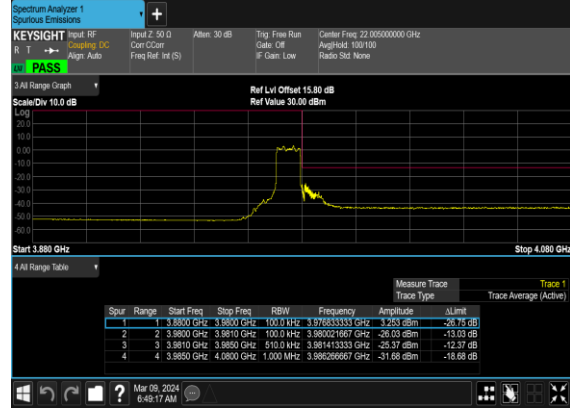 Spectrum Analyzer 1
Spurious Emissions
+
KEYSIGHT Input: RF Input Z: 50 Ω Atten: 30 dB Trig: Free Run Center Freq: 22.005000000 GHz
R T Coupling: DC Corr CCorr Gate: Off Avg|Hold: 100/100
Align: Auto Freq Ref: Int (S) IF Gain: Low Radio Std: None
PASS
3 All Range Graph
Ref Lvl Offset 15.80 dB
Scale/Div 10.0 dB Ref Value 30.00 dBm
Log
20.0
10.0
0.00
-10.0
-20.0
-30.0
-40.0
-50.0
-60.0
Start 3.880 GHz Stop 4.080 GHz
4 All Range Table
Measure Trace Trace 1
Trace Type Trace Average (Active)
Spur Range Start Freq Stop Freq RBW Frequency Amplitude ΔLimit
1 1 3.8800 GHz 3.9800 GHz 100.0 kHz 3.976833333 GHz 3.253 dBm -26.75 dB
2 2 3.9800 GHz 3.9810 GHz 100.0 kHz 3.980021667 GHz -26.03 dBm -13.03 dB
3 3 3.9810 GHz 3.9850 GHz 510.0 kHz 3.981413333 GHz -25.37 dBm -12.37 dB
4 4 3.9850 GHz 4.0800 GHz 1.000 MHz 3.986266667 GHz -31.68 dBm -18.68 dB
? Mar 09, 2024
6:49:17 AM